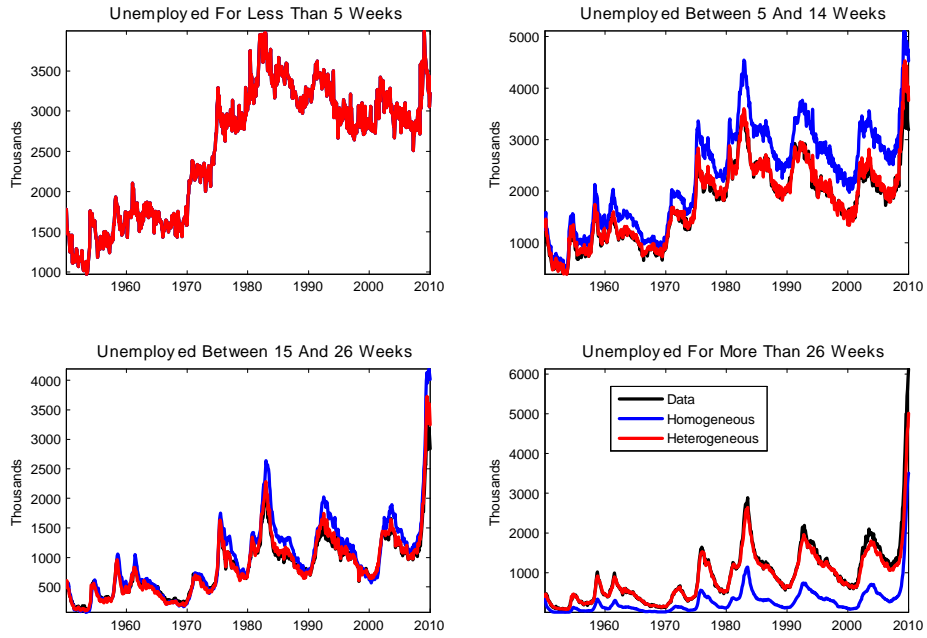 Unemployed For Less Than 5 Weeks
Thousands
3500
3000
2500
2000
1500
1000
1960 1970 1980 1990 2000 2010
Unemployed Between 5 And 14 Weeks
Thousands
5000
4000
3000
2000
1000
1960 1970 1980 1990 2000 2010
Unemployed Between 15 And 26 Weeks
Thousands
4000
3500
3000
2500
2000
1500
1000
500
1960 1970 1980 1990 2000 2010
Unemployed For More Than 26 Weeks
Thousands
6000
5000
4000
3000
2000
1000
1960 1970 1980 1990 2000 2010
Data
Homogeneous
Heterogeneous